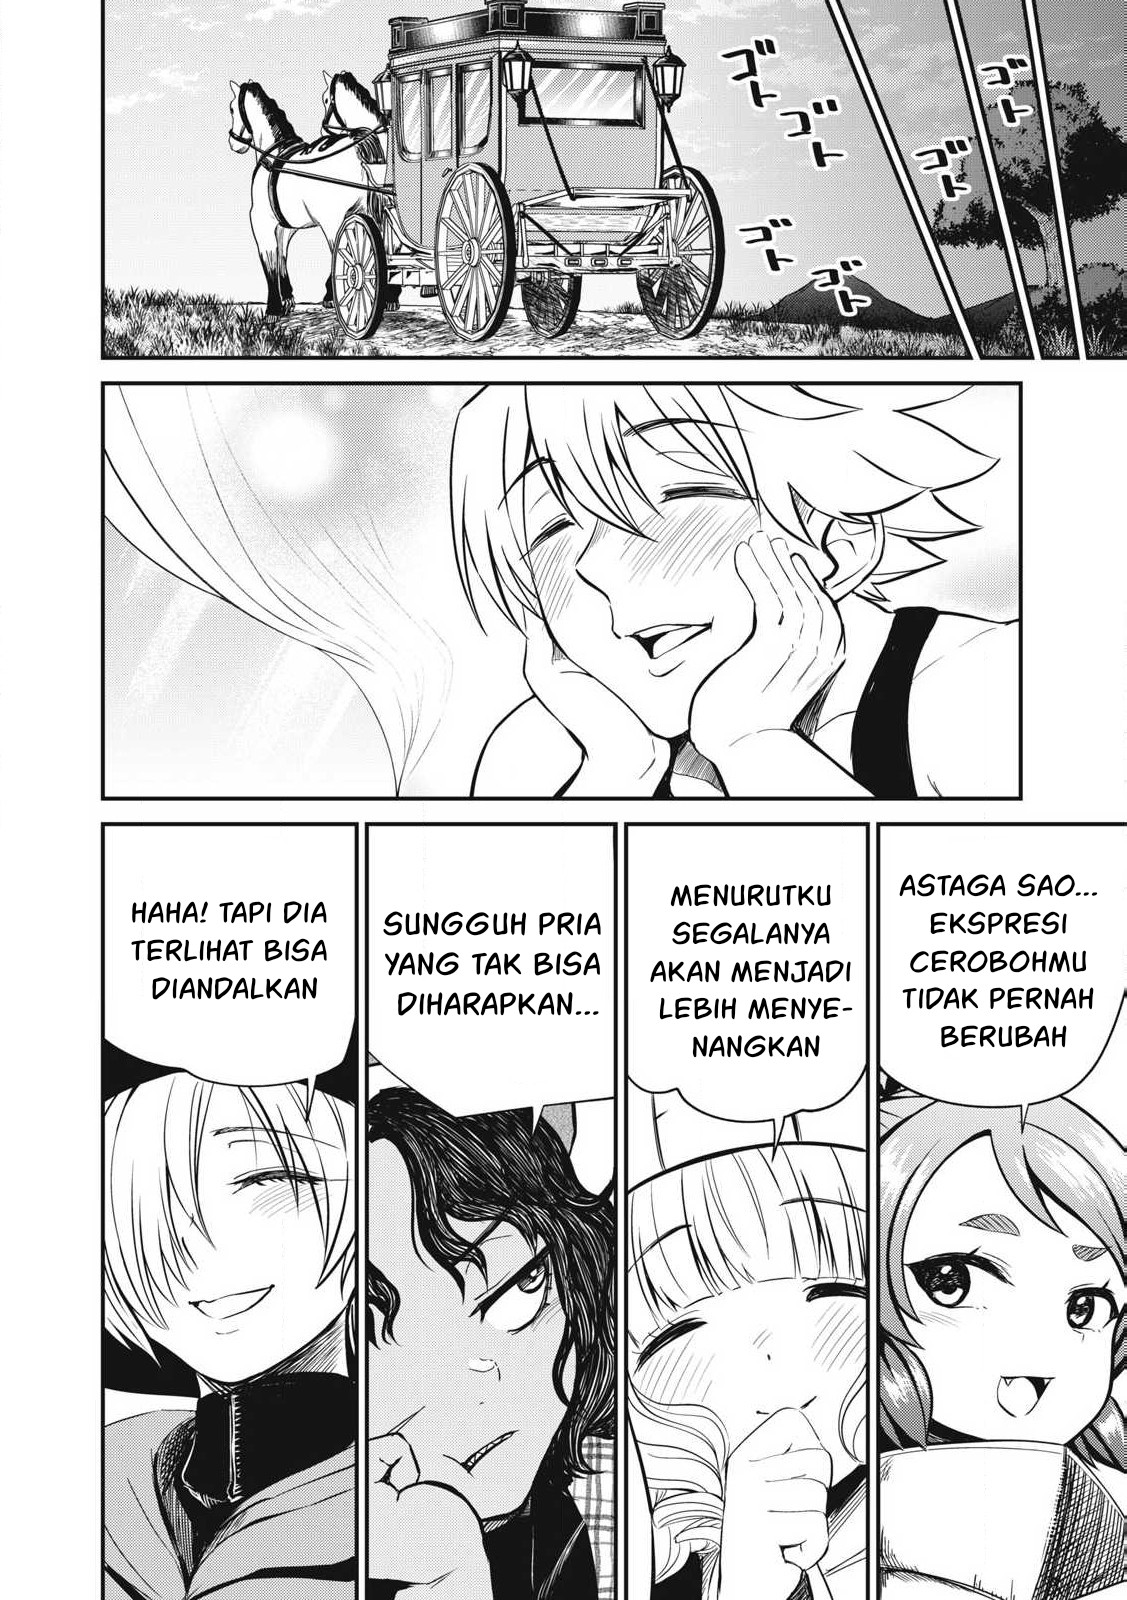 ゴト
ゴト
ゴト
ゴト
ゴト
ゴト
ASTAGA SAO...
EKSPRESI
CEROBOHMU
TIDAK PERNAH
BERUBAH
MENURUTKU
SEGALANYA
AKAN MENJADI
LEBIH MENYE-
NANGKAN
SUNGGUH PRIA
YANG TAK BISA
DIHARAPKAN...
HAHA! TAPI DIA
TERLIHAT BISA
DIANDALKAN